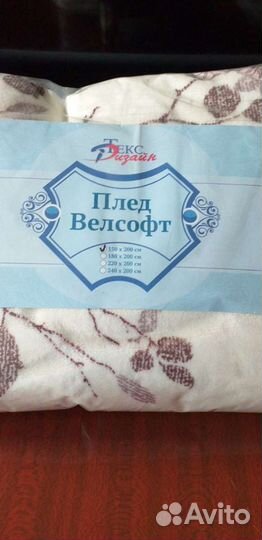 Текс
Дизайн
Плед
Велсофт
150 х 200 см
180 х 200 см
220 х 200 см
240 х 200 см
Avito